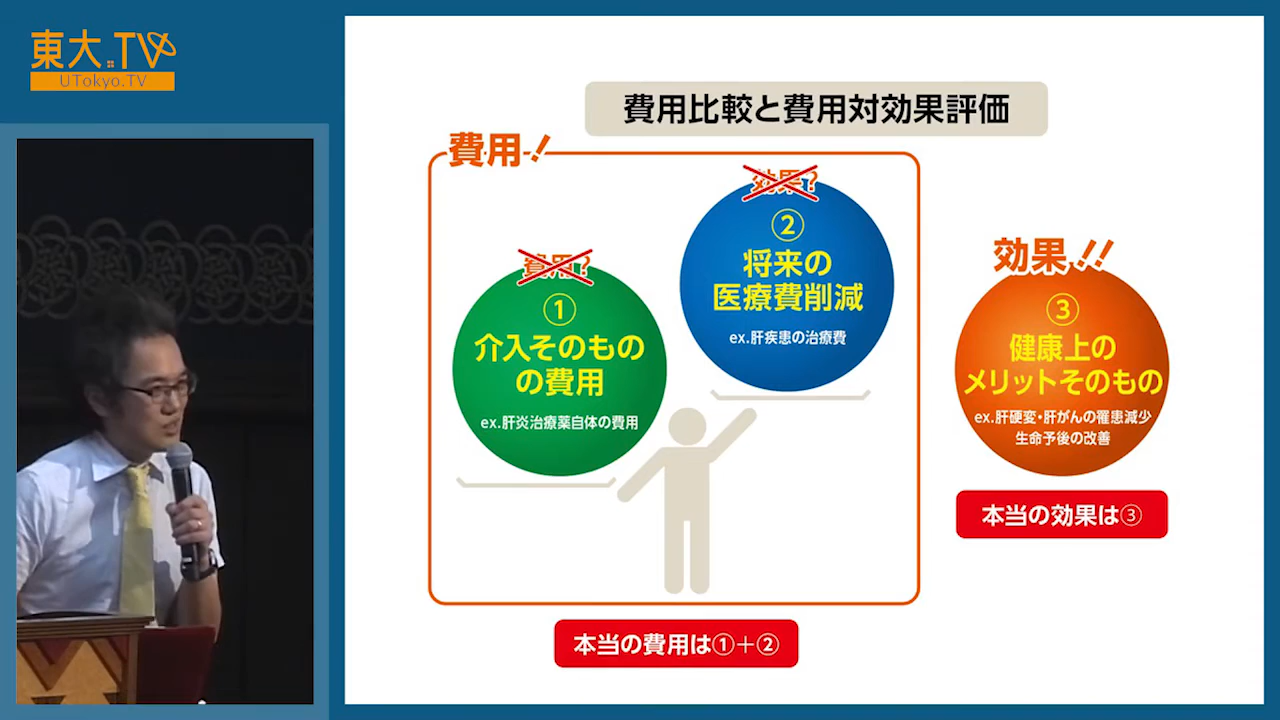 東大.TV
UTokyo.TV
費用比較と費用対効果評価
費用!
効果?
②
将来の
医療費削減
ex.肝疾患の治療費
費用?
①
介入そのもの
の費用
ex.肝炎治療薬自体の費用
効果!!
③
健康上の
メリットそのもの
ex.肝硬変・肝がんの罹患減少
生命予後の改善
本当の効果は③
本当の費用は①+②